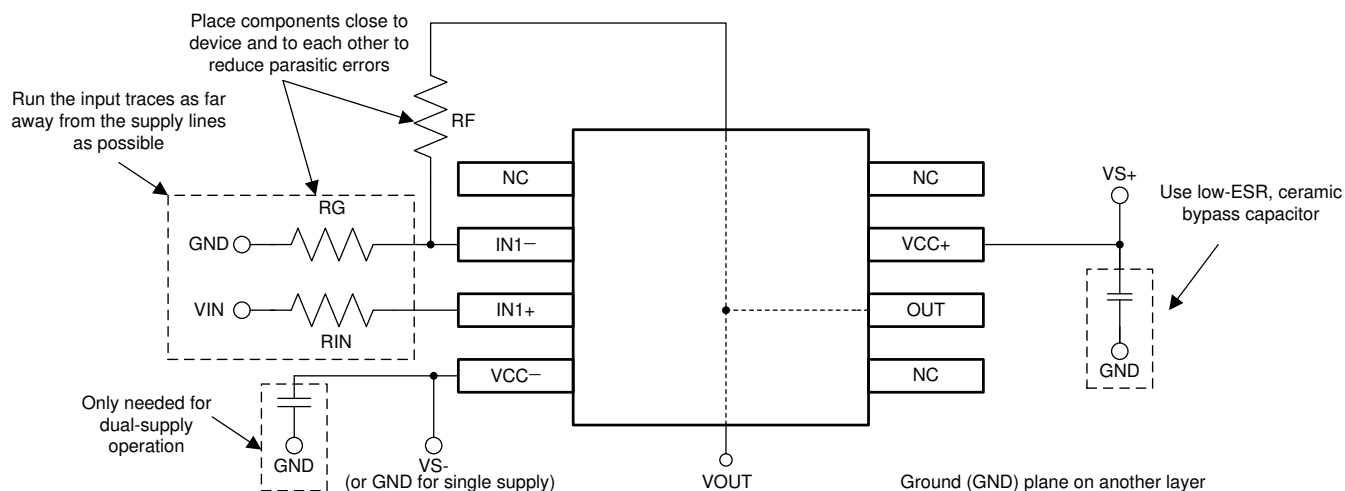 Place components close to
device and to each other to
reduce parasitic errors
Run the input traces as far
away from the supply lines
as possible
RF
NC
NC
VS+
Use low-ESR, ceramic
bypass capacitor
RG
GND
IN1−
VCC+
VIN
IN1+
OUT
RIN
VCC−
NC
GND
Only needed for
dual-supply
operation
GND
VS-
(or GND for single supply)
VOUT
Ground (GND) plane on another layer